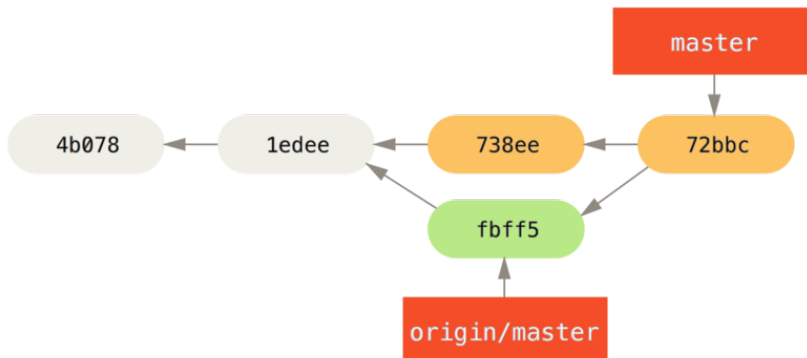 master
4b078
1edee
738ee
72bbc
fbff5
origin/master